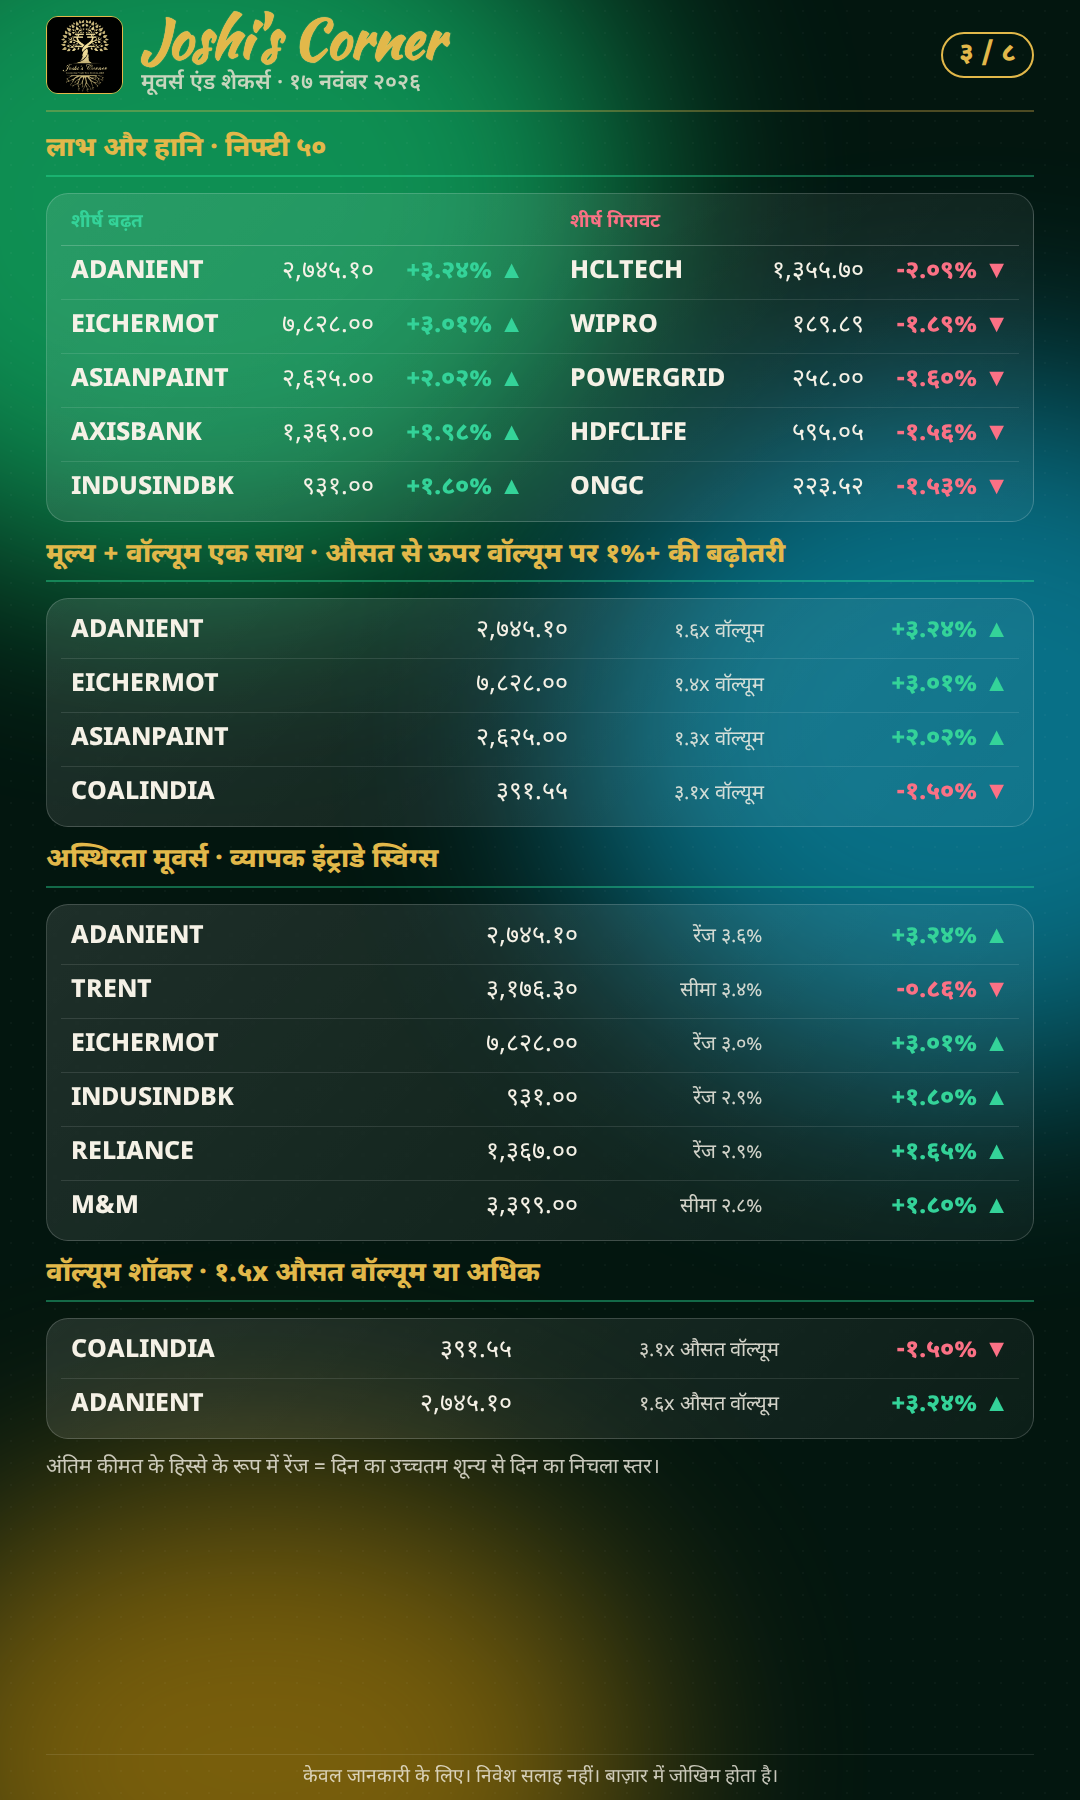 Joshi's Corner
मूवर्स एंड शेकर्स · १७ नवंबर २०२६
३ / ८
लाभ और हानि · निफ्टी ५०
शीर्ष बढ़त शीर्ष गिरावट
ADANIENT २,७४५.१० +३.२४% ▲ HCLTECH १,३५५.७० -२.०९% ▼
EICHERMOT ७,८२८.०० +३.०१% ▲ WIPRO १८९.८९ -१.८९% ▼
ASIANPAINT २,६२५.०० +२.०२% ▲ POWERGRID २५८.०० -१.६०% ▼
AXISBANK १,३६९.०० +१.९८% ▲ HDFCLIFE ५९५.०५ -१.५६% ▼
INDUSINDBK ९३१.०० +१.८०% ▲ ONGC २२३.५२ -१.५३% ▼
मूल्य + वॉल्यूम एक साथ · औसत से ऊपर वॉल्यूम पर १%+ की बढ़ोतरी
ADANIENT २,७४५.१० १.६x वॉल्यूम +३.२४% ▲
EICHERMOT ७,८२८.०० १.४x वॉल्यूम +३.०१% ▲
ASIANPAINT २,६२५.०० १.३x वॉल्यूम +२.०२% ▲
COALINDIA ३९१.५५ ३.१x वॉल्यूम -१.५०% ▼
अस्थिरता मूवर्स · व्यापक इंट्राडे स्विंग्स
ADANIENT २,७४५.१० रेंज ३.६% +३.२४% ▲
TRENT ३,१७६.३० सीमा ३.४% -०.८६% ▼
EICHERMOT ७,८२८.०० रेंज ३.०% +३.०१% ▲
INDUSINDBK ९३१.०० रेंज २.९% +१.८०% ▲
RELIANCE १,३६७.०० रेंज २.९% +१.६५% ▲
M&M ३,३९९.०० सीमा २.८% +१.८०% ▲
वॉल्यूम शॉकर · १.५x औसत वॉल्यूम या अधिक
COALINDIA ३९१.५५ ३.१x औसत वॉल्यूम -१.५०% ▼
ADANIENT २,७४५.१० १.६x औसत वॉल्यूम +३.२४% ▲
अंतिम कीमत के हिस्से के रूप में रेंज = दिन का उच्चतम शून्य से दिन का निचला स्तर।
केवल जानकारी के लिए। निवेश सलाह नहीं। बाज़ार में जोखिम होता है।